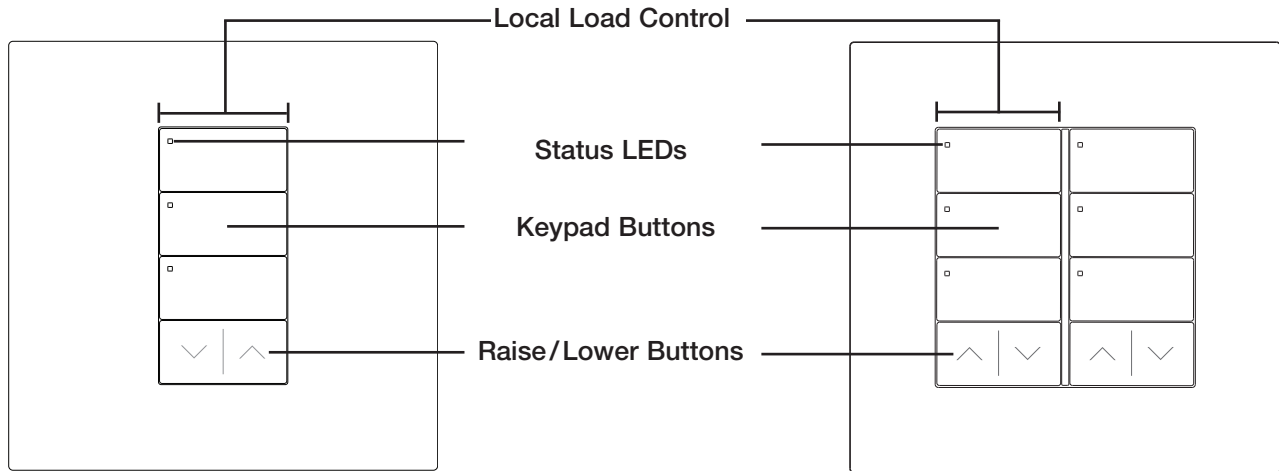 Local Load Control
Status LEDs
Keypad Buttons
Raise/Lower Buttons